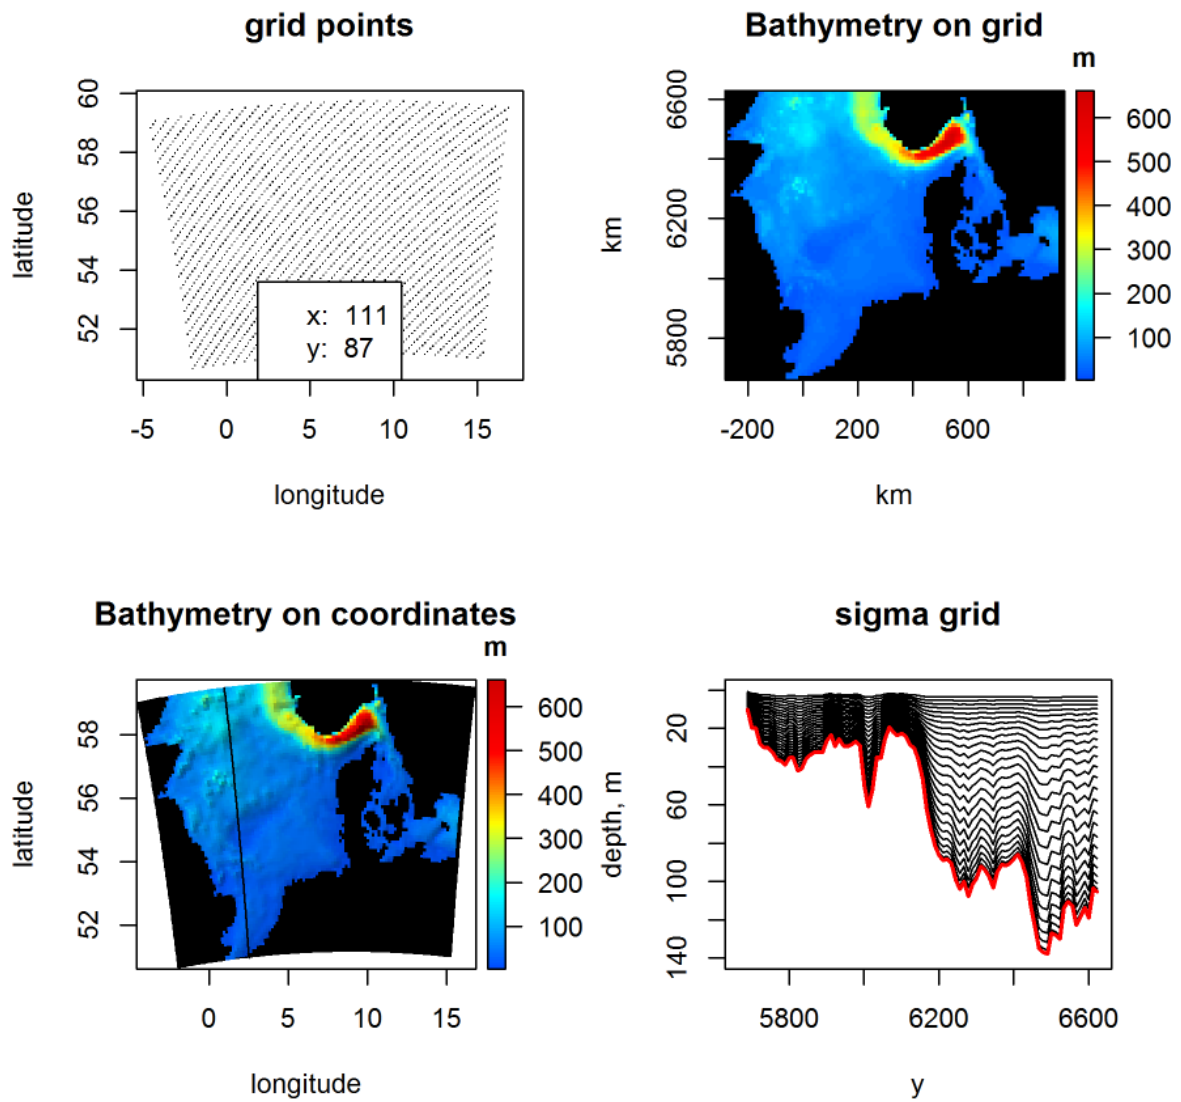 grid points
latitude
60
58
56
54
52
x: 111
y: 87
-5
0
5
10
15
longitude
Bathymetry on grid
m
km
6600
6200
5800
600
500
400
300
200
100
-200
200
600
km
Bathymetry on coordinates
m
latitude
58
56
54
52
600
500
400
300
200
100
0
5
10
15
longitude
sigma grid
depth, m
20
60
100
140
5800
6200
6600
y